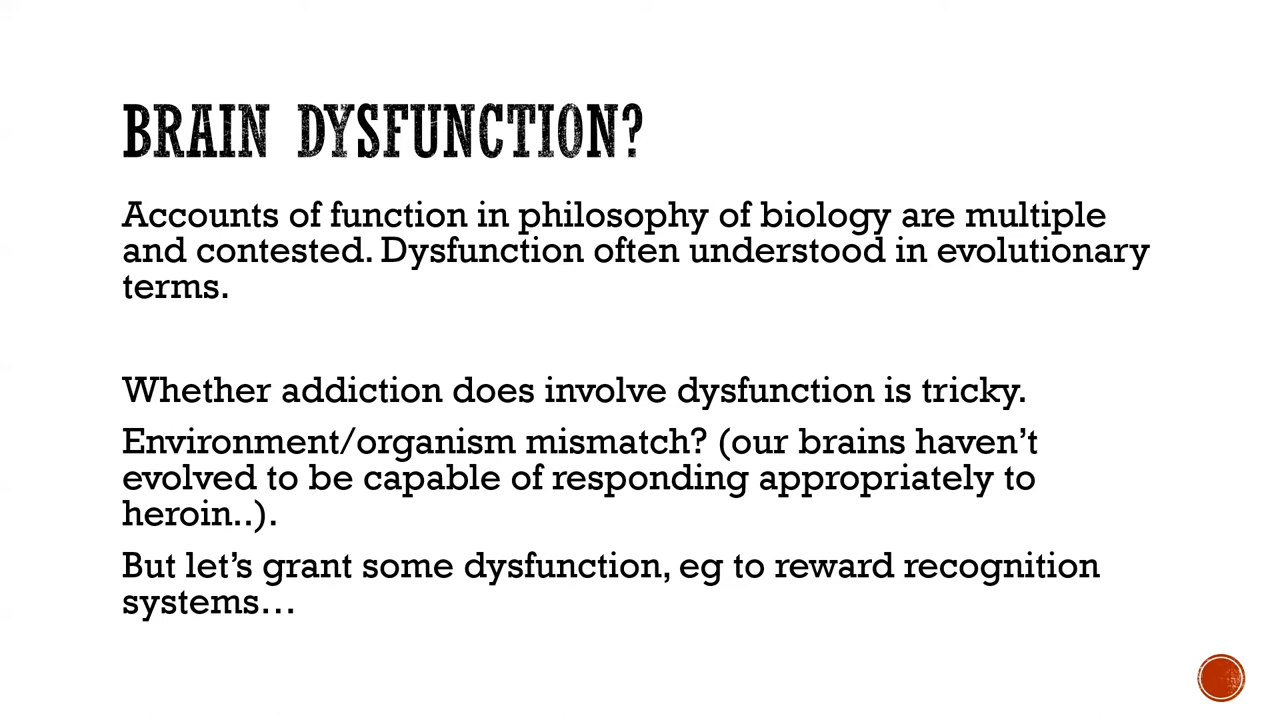 BRAIN DYSFUNCTION?
Accounts of function in philosophy of biology are multiple
and contested. Dysfunction often understood in evolutionary
terms.
Whether addiction does involve dysfunction is tricky.
Environment/organism mismatch? (our brains haven’t
evolved to be capable of responding appropriately to
heroin..).
But let’s grant some dysfunction, eg to reward recognition
systems…